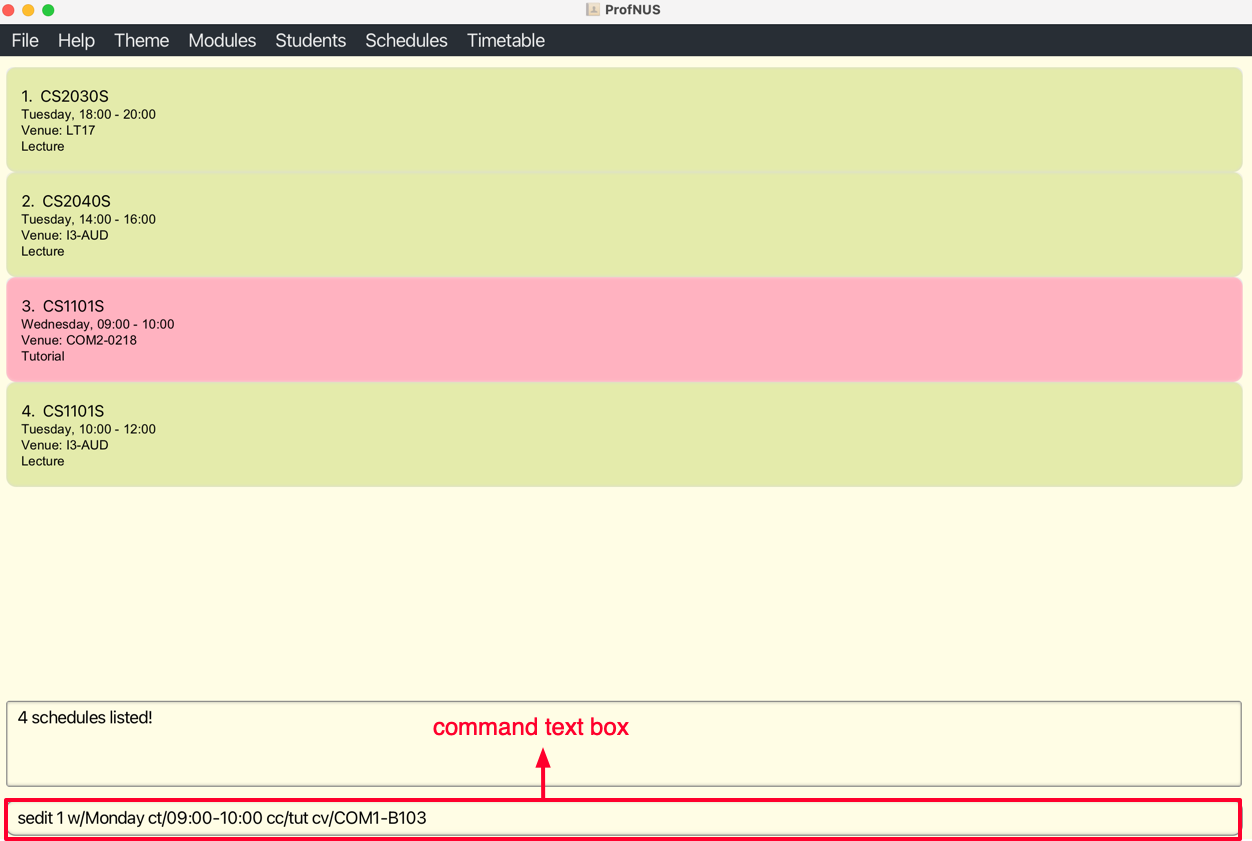 ProfNUS
File Help Theme Modules Students Schedules Timetable
1. CS2030S
Tuesday, 18:00 - 20:00
Venue: LT17
Lecture
2. CS2040S
Tuesday, 14:00 - 16:00
Venue: I3-AUD
Lecture
3. CS1101S
Wednesday, 09:00 - 10:00
Venue: COM2-0218
Tutorial
4. CS1101S
Tuesday, 10:00 - 12:00
Venue: I3-AUD
Lecture
4 schedules listed!
command text box
sedit 1 w/Monday ct/09:00-10:00 cc/tut cv/COM1-B103